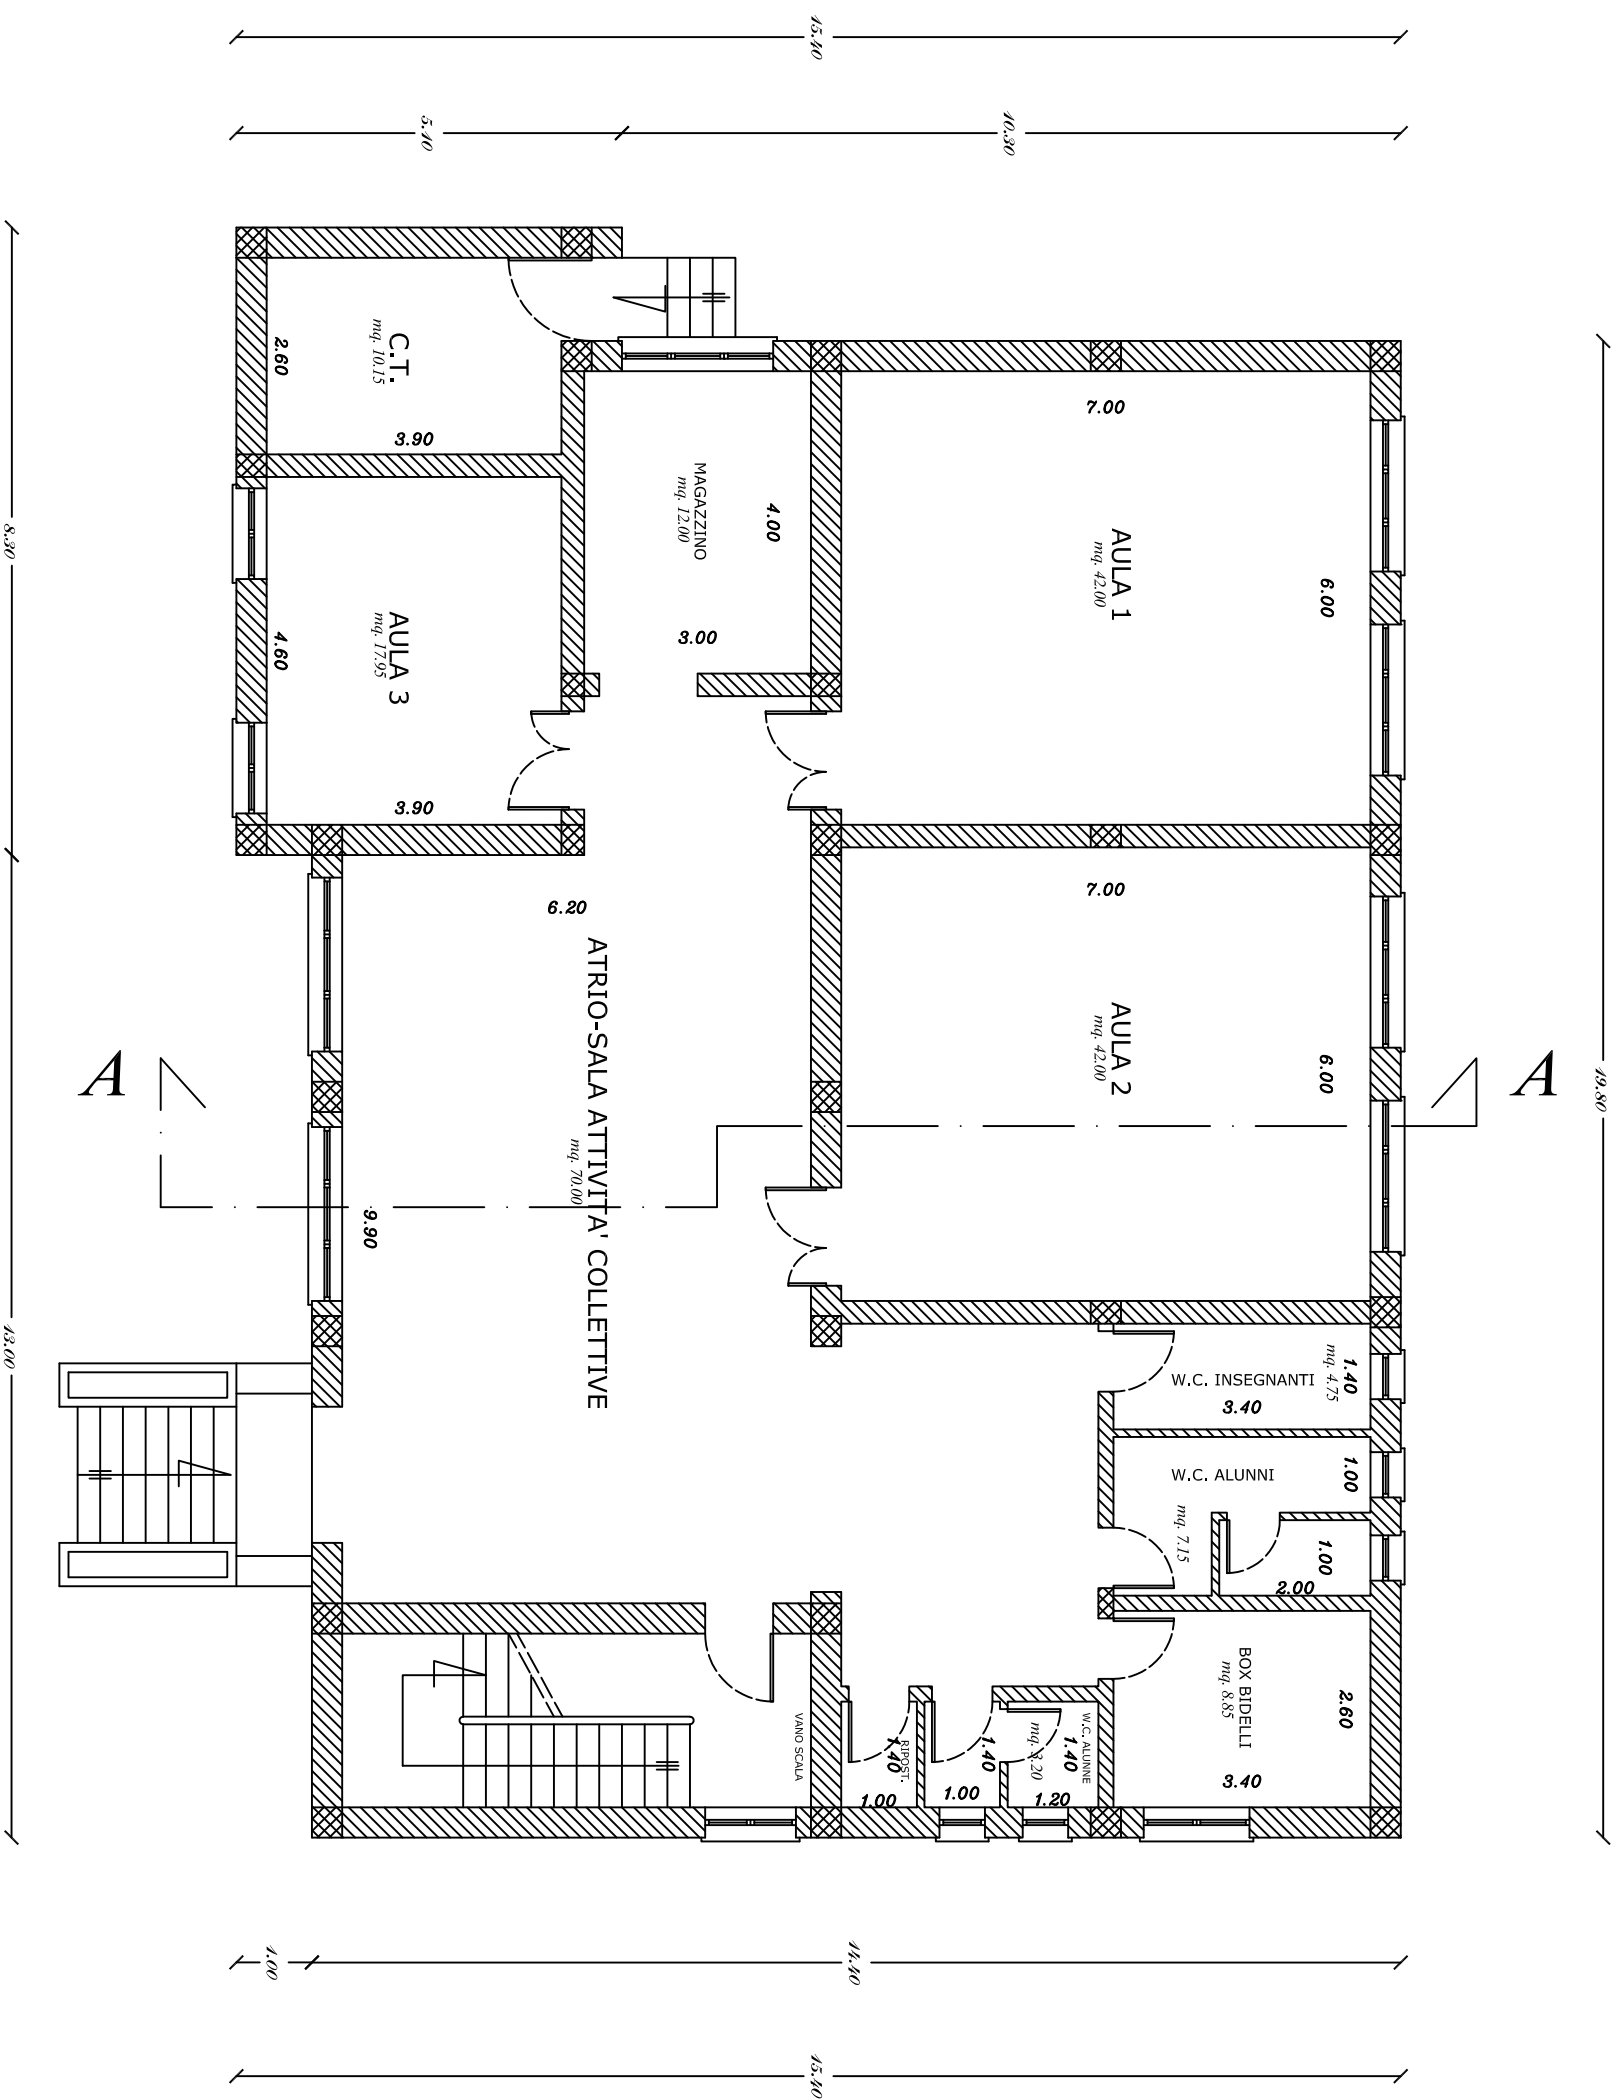 15.40
5.10
10.30
8.30
13.00
19.80
C.T.
mq. 10.15
2.60
3.90
MAGAZZINO
mq. 12.00
4.00
3.00
AULA 1
mq. 42.00
7.00
6.00
AULA 3
mq. 17.95
4.60
3.90
AULA 2
mq. 42.00
7.00
6.00
6.20
ATRIO-SALA ATTIVITA' COLLETTIVE
mq. 70.00
9.90
A
A
W.C. INSEGNANTI
mq. 4.75
1.40
3.40
W.C. ALUNNI
mq. 7.15
1.00
1.00
2.00
BOX BIDELLI
mq. 8.85
2.60
3.40
VANO SCALA
RIPOST.
1.40
1.00
1.40
1.00
W.C. ALUNNE
mq. 3.20
1.40
1.20
1.00
14.40
15.40